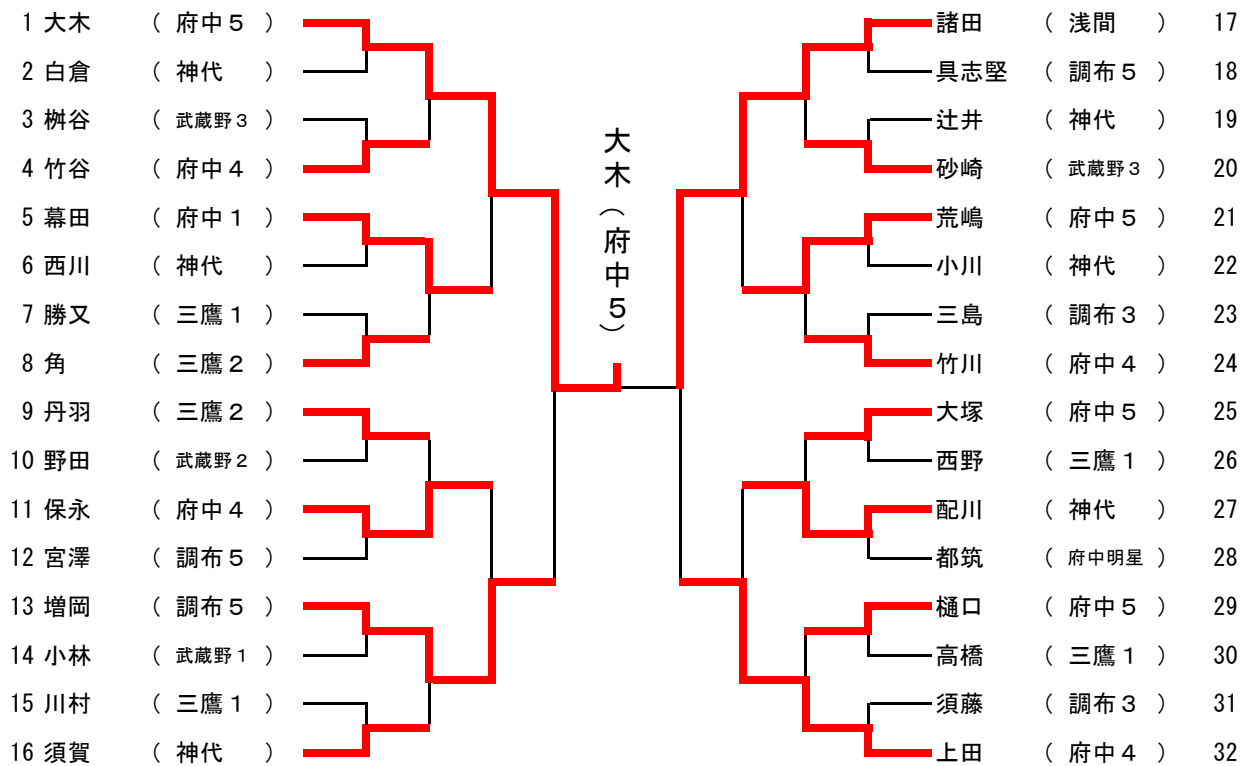 1 大木 （ 府中５ ）
2 白倉 （ 神代 ）
3 桝谷 （ 武蔵野３ ）
4 竹谷 （ 府中４ ）
5 幕田 （ 府中１ ）
6 西川 （ 神代 ）
7 勝又 （ 三鷹１ ）
8 角 （ 三鷹２ ）
9 丹羽 （ 三鷹２ ）
10 野田 （ 武蔵野２ ）
11 保永 （ 府中４ ）
12 宮澤 （ 調布５ ）
13 増岡 （ 調布５ ）
14 小林 （ 武蔵野１ ）
15 川村 （ 三鷹１ ）
16 須賀 （ 神代 ）
大木（府中５）
諸田 （ 浅間 ） 17
具志堅 （ 調布５ ） 18
辻井 （ 神代 ） 19
砂崎 （ 武蔵野３ ） 20
荒嶋 （ 府中５ ） 21
小川 （ 神代 ） 22
三島 （ 調布３ ） 23
竹川 （ 府中４ ） 24
大塚 （ 府中５ ） 25
西野 （ 三鷹１ ） 26
配川 （ 神代 ） 27
都筑 （ 府中明星 ） 28
樋口 （ 府中５ ） 29
高橋 （ 三鷹１ ） 30
須藤 （ 調布３ ） 31
上田 （ 府中４ ） 32